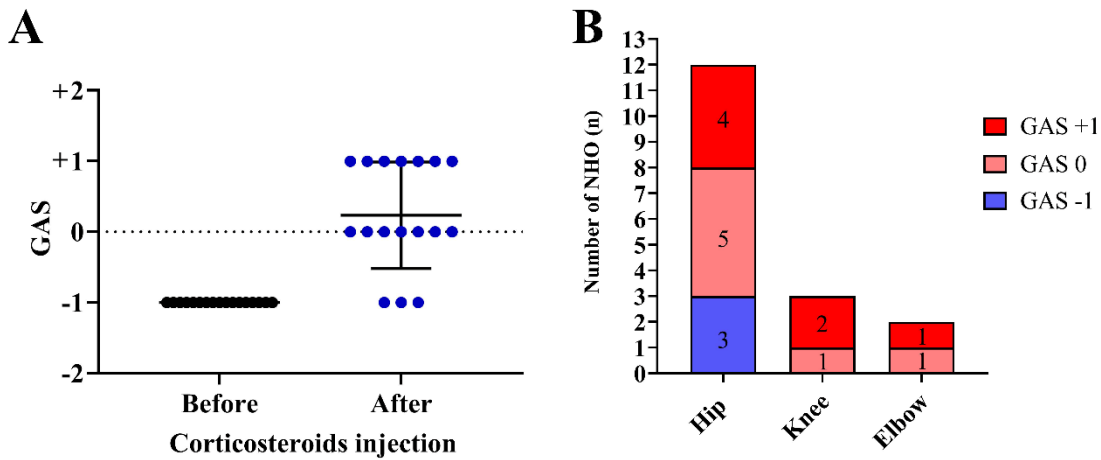 A
GAS
+2
+1
0
-1
-2
Before
After
Corticosteroids injection
B
Number of NHO (n)
13
12
11
10
9
8
7
6
5
4
3
2
1
0
4
5
3
2
1
1
1
Hip
Knee
Elbow
GAS +1
GAS 0
GAS -1